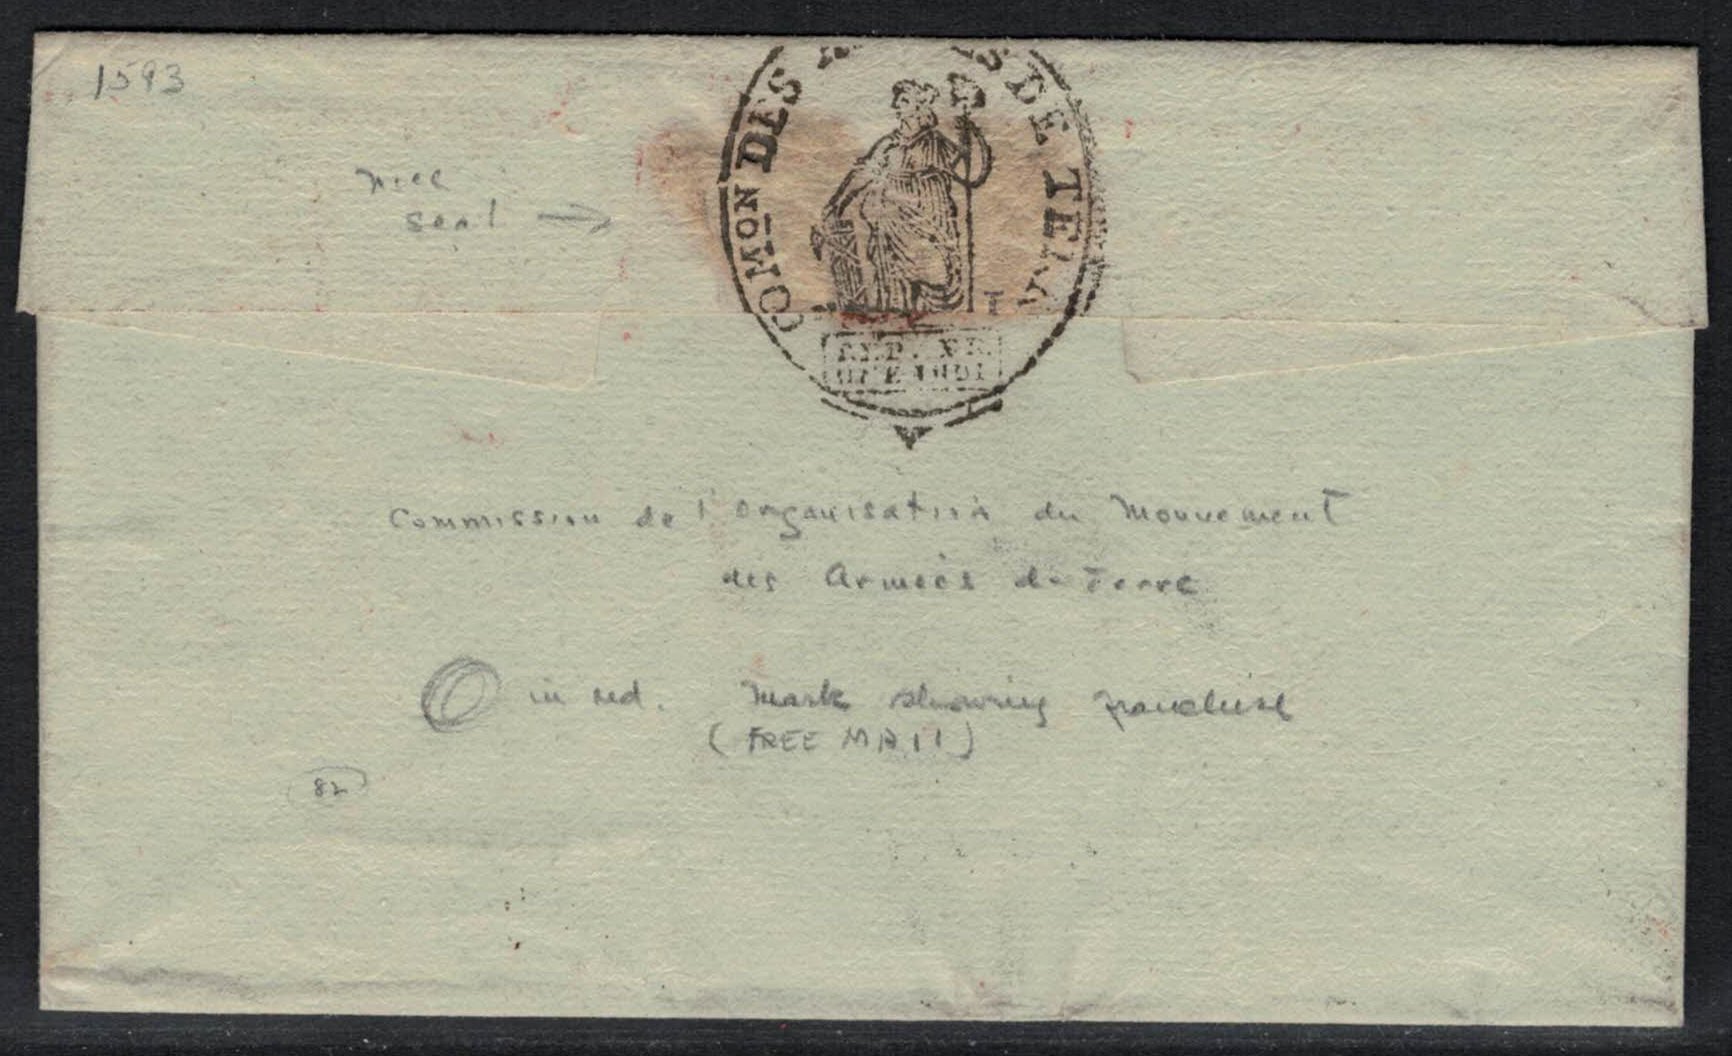 1593
COMON DES A S DE TERR
nice
seal →
T
Commission de l'Organisation du Mouvement
des Armées de Terre
O in red. Mark showing franchise
(FREE MAIl)
82